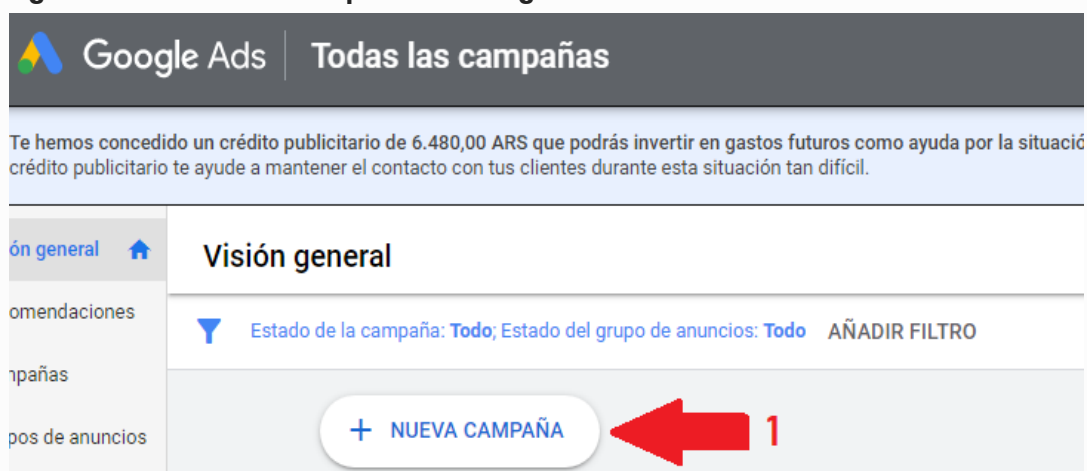 Google Ads Todas las campañas
Te hemos concedido un crédito publicitario de 6.480,00 ARS que podrás invertir en gastos futuros como ayuda por la situació
crédito publicitario te ayude a mantener el contacto con tus clientes durante esta situación tan difícil.
ón general
Visión general
omendaciones
Estado de la campaña: Todo; Estado del grupo de anuncios: Todo AÑADIR FILTRO
npañas
+ NUEVA CAMPAÑA 1
pos de anuncios